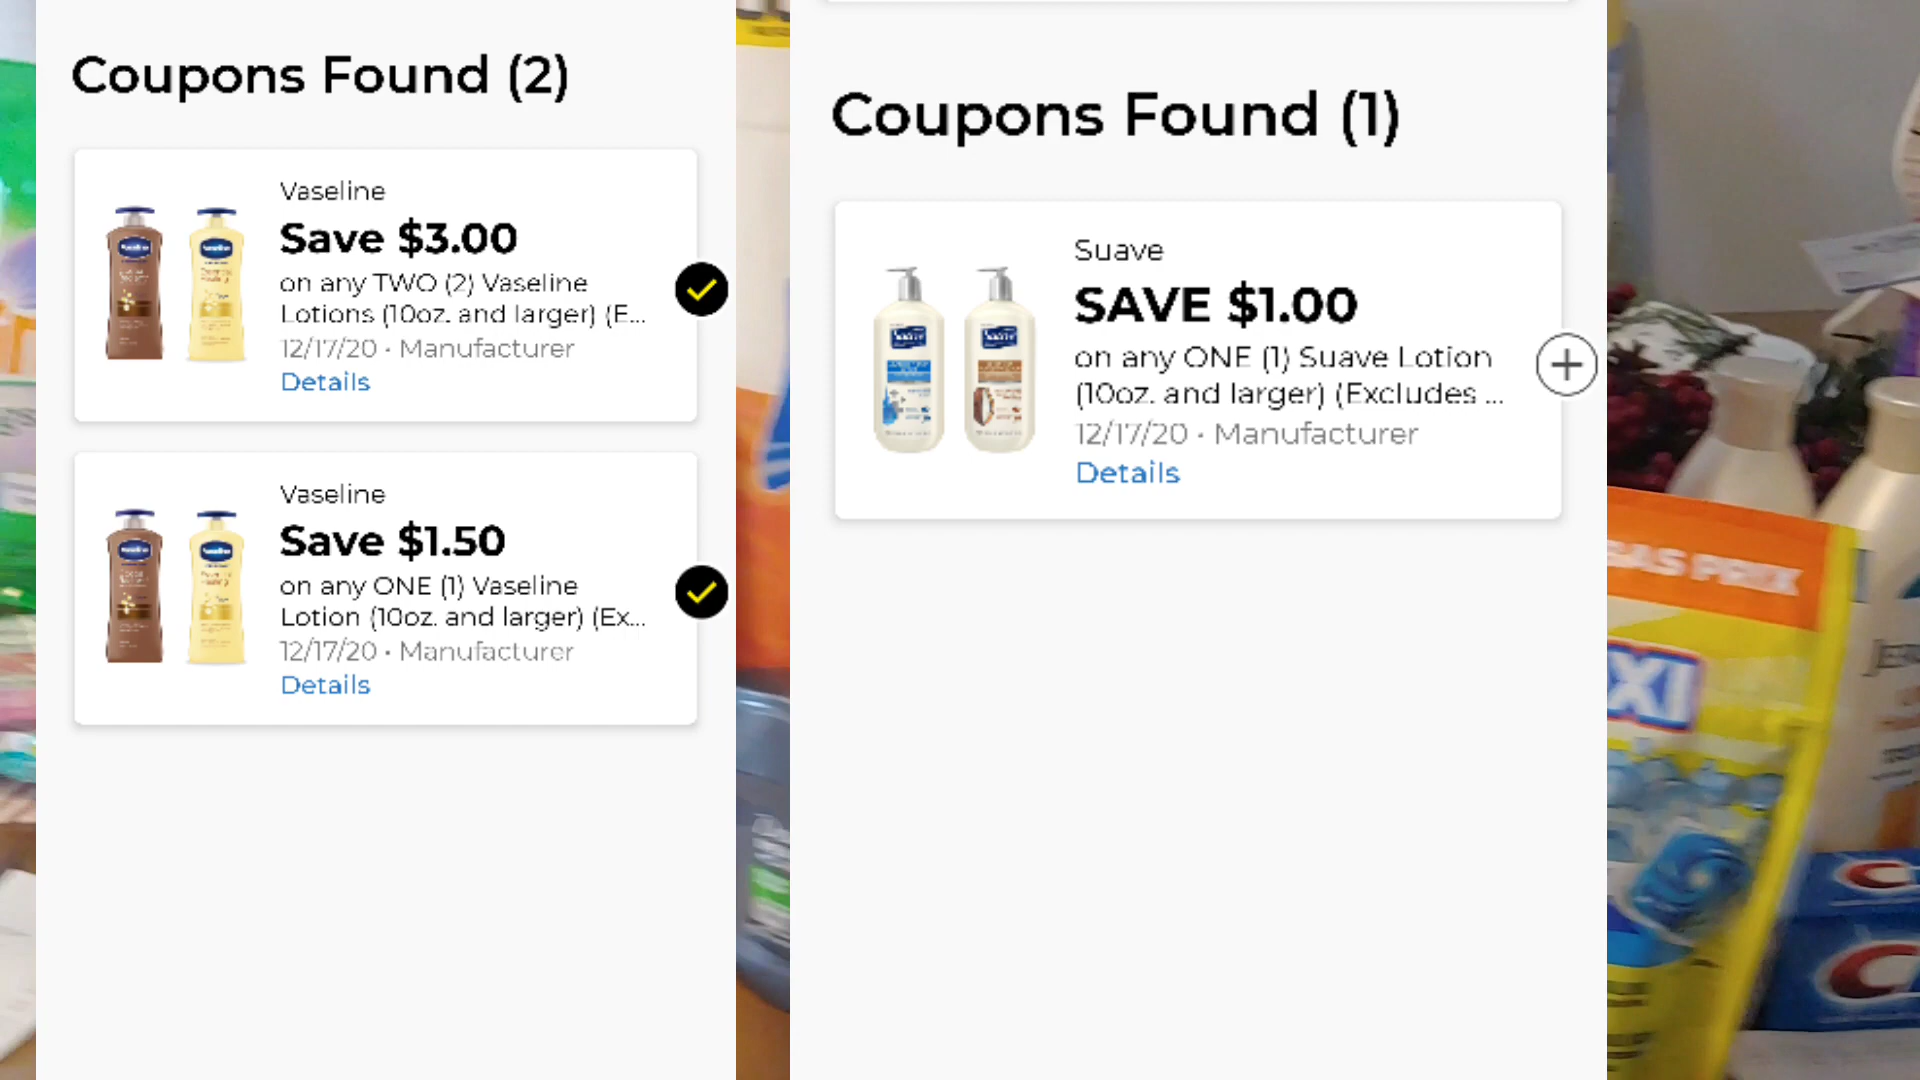 Coupons Found (2)
Vaseline
Save $3.00
on any TWO (2) Vaseline
Lotions (10oz. and larger) (E...
12/17/20 • Manufacturer
Details
Vaseline
Save $1.50
on any ONE (1) Vaseline
Lotion (10oz. and larger) (Ex...
12/17/20 • Manufacturer
Details
Coupons Found (1)
Suave
SAVE $1.00
on any ONE (1) Suave Lotion
(10oz. and larger) (Excludes ...
12/17/20 • Manufacturer
Details
BAS PRIX
XI